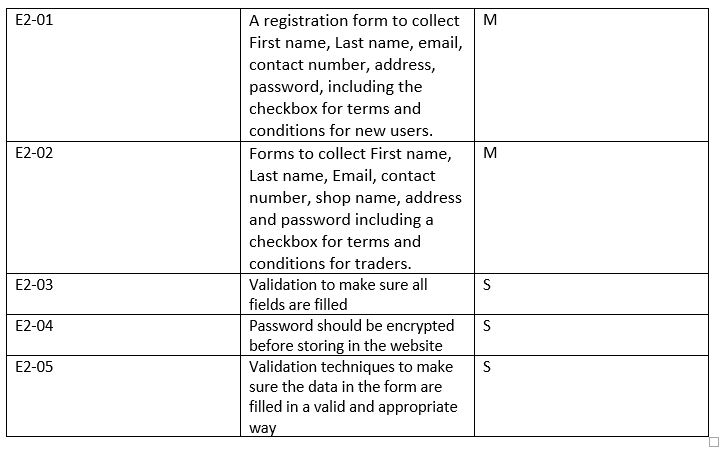 E2-01 A registration form to collect M
First name, Last name, email,
contact number, address,
password, including the
checkbox for terms and
conditions for new users.
E2-02 Forms to collect First name, M
Last name, Email, contact
number, shop name, address
and password including a
checkbox for terms and
conditions for traders.
E2-03 Validation to make sure all S
fields are filled
E2-04 Password should be encrypted S
before storing in the website
E2-05 Validation techniques to make S
sure the data in the form are
filled in a valid and appropriate
way